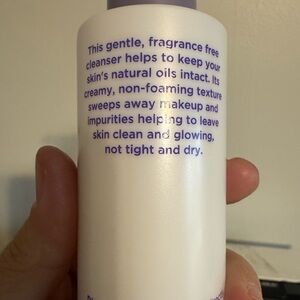 This gentle, fragrance free
cleanser helps to keep your
skin's natural oils intact. Its
creamy, non-foaming texture
sweeps away makeup and
impurities helping to leave
skin clean and glowing,
not tight and dry.